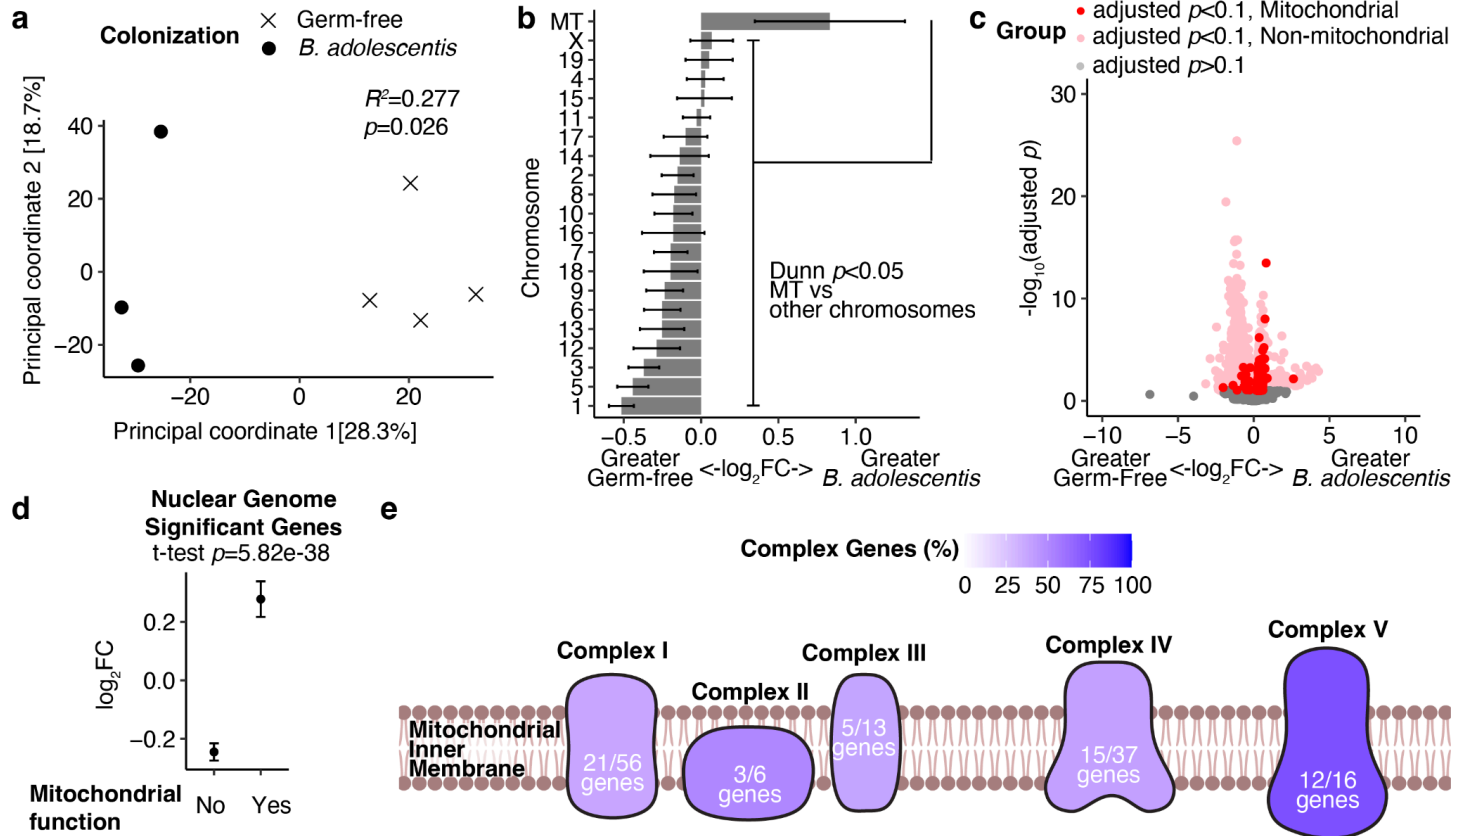 a
Colonization
Germ-free
B. adolescentis
R²=0.277
p=0.026
Principal coordinate 2 [18.7%]
40
20
0
−20
−20
0
20
Principal coordinate 1[28.3%]
b
Chromosome
MT
X
19
4
15
11
17
14
2
8
10
16
7
18
9
6
13
12
3
5
1
Dunn p<0.05
MT vs
other chromosomes
−0.5
0.0
0.5
1.0
Greater
Germ-free
<-log₂FC->
Greater
B. adolescentis
c
Group
adjusted p<0.1, Mitochondrial
adjusted p<0.1, Non-mitochondrial
adjusted p>0.1
-log₁₀(adjusted p)
30
20
10
0
−10
−5
0
5
10
Greater
Germ-Free
<-log₂FC->
Greater
B. adolescentis
d
Nuclear Genome
Significant Genes
t-test p=5.82e-38
log₂FC
0.2
0.0
−0.2
Mitochondrial
function
No
Yes
e
Complex Genes (%)
0
25
50
75
100
Complex I
Complex II
Complex III
Complex IV
Complex V
Mitochondrial
Inner
Membrane
21/56
genes
3/6
genes
5/13
genes
15/37
genes
12/16
genes